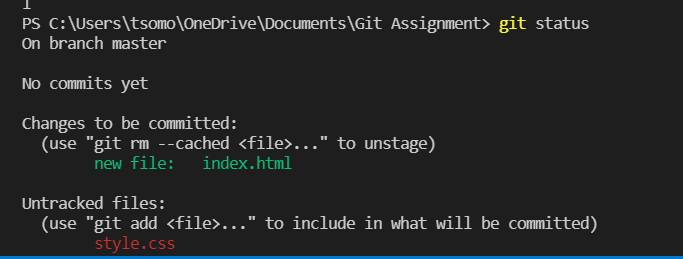 PS C:\Users\tsomo\OneDrive\Documents\Git Assignment> git status
On branch master
No commits yet
Changes to be committed:
(use "git rm --cached <file>..." to unstage)
new file:   index.html
Untracked files:
(use "git add <file>..." to include in what will be committed)
style.css